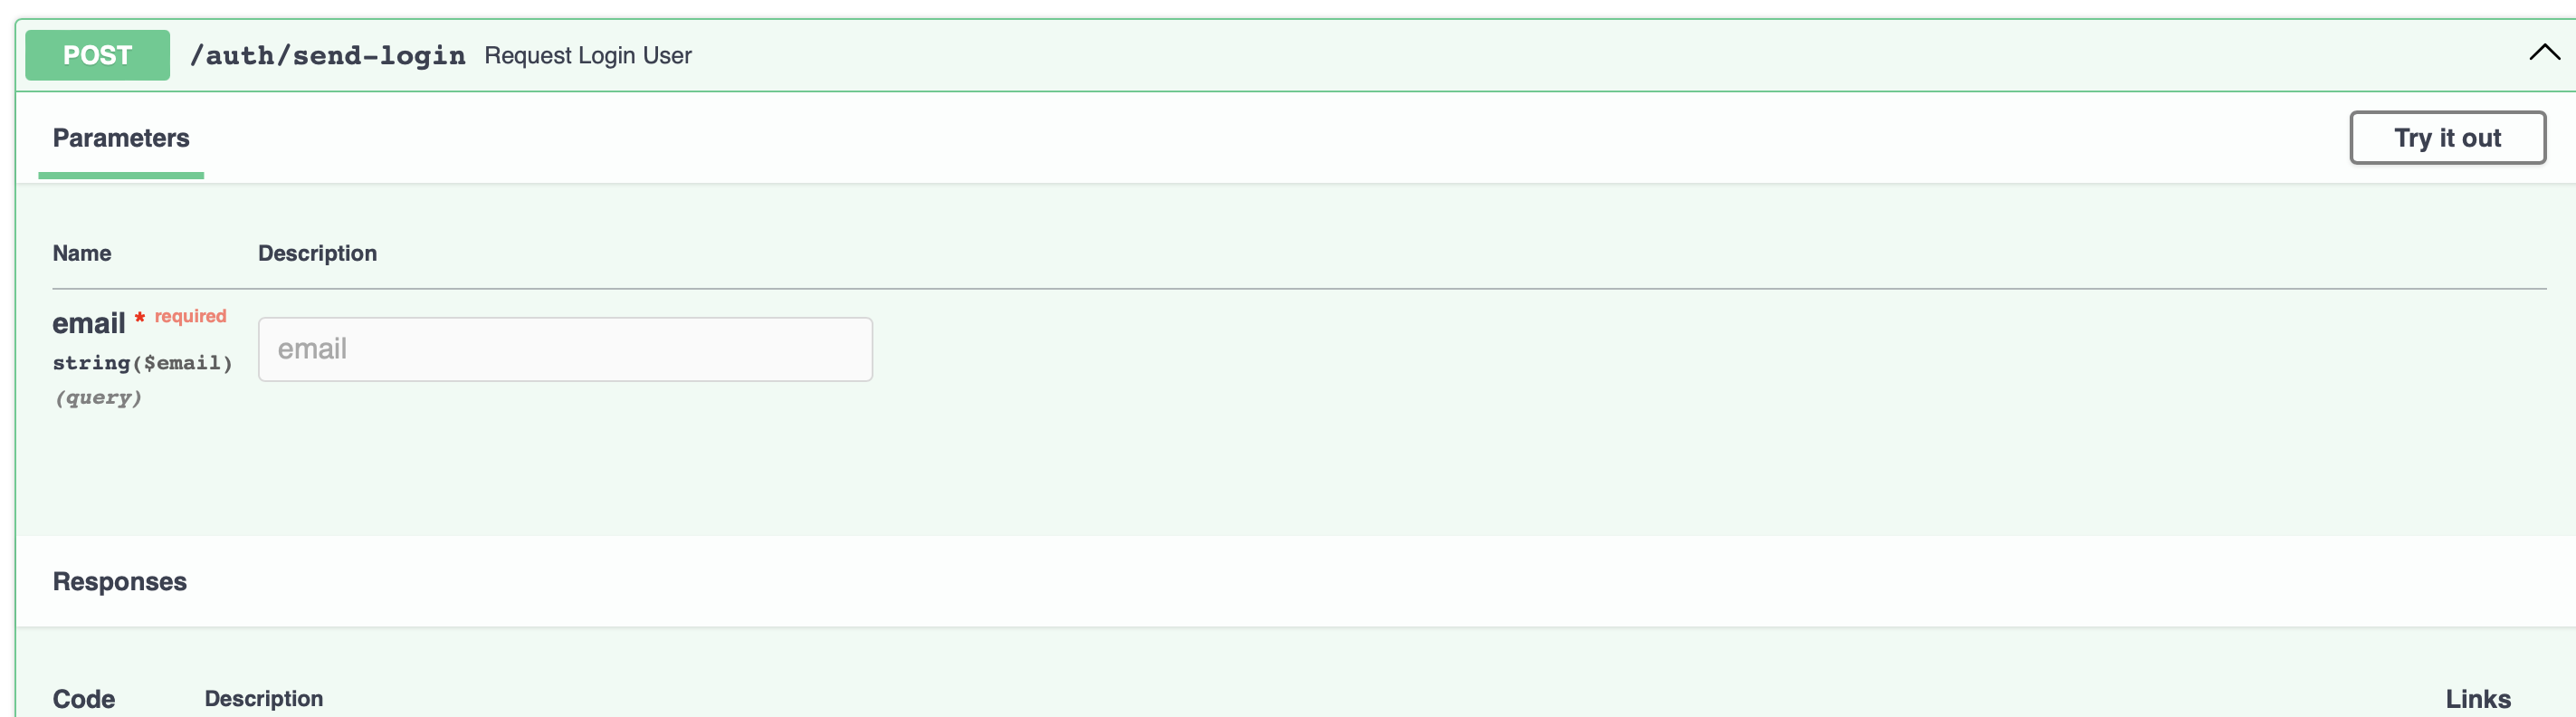 POST /auth/send-login Request Login User
Parameters Try it out
Name Description
email * required
email
string($email)
(query)
Responses
Code Description Links